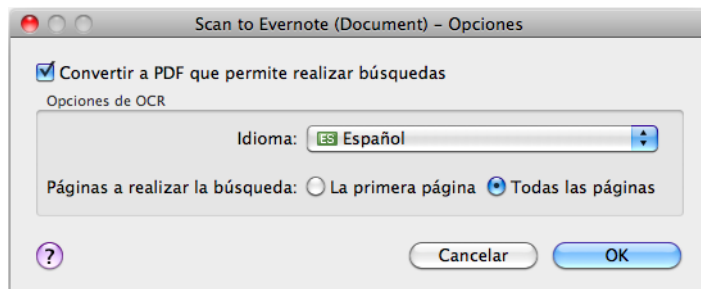 Scan to Evernote (Document) – Opciones
Convertir a PDF que permite realizar búsquedas
Opciones de OCR
Idioma: ES Español
Páginas a realizar la búsqueda: La primera página Todas las páginas
? Cancelar OK